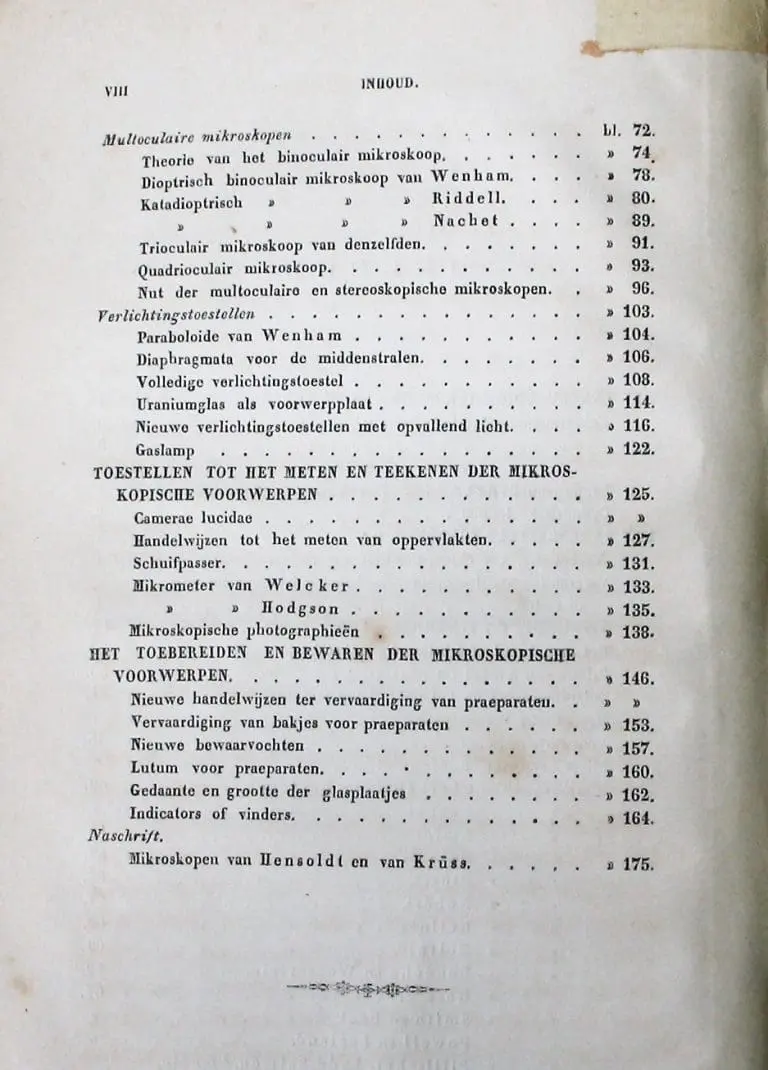 VIII
INHOUD.
Multoculaire mikroskopen . . . . . . . . . . . . . bl. 72.
Theorie van het binoculair mikroskoop. . . . . . . » 74.
Dioptrisch binoculair mikroskoop van Wenham. . . . » 78.
Katadioptrisch » » » Riddell. . . . » 80.
» » » » Nachet . . . . » 89.
Trioculair mikroskoop van denzelfden. . . . . . . . » 91.
Quadrioculair mikroskoop. . . . . . . . . . . . » 93.
Nut der multoculaire en stereoskopische mikroskopen. . » 96.
Verlichtingstoestellen . . . . . . . . . . . . . . . » 103.
Paraboloide van Wenham . . . . . . . . . . . » 104.
Diaphragmata voor de middenstralen. . . . . . . . » 106.
Volledige verlichtingstoestel . . . . . . . . . . . » 108.
Uraniumglas als voorwerpplaat . . . . . . . . . . » 114.
Nieuwe verlichtingstoestellen met opvallend licht. . . . » 116.
Gaslamp . . . . . . . . . . . . . . . . . » 122.
TOESTELLEN TOT HET METEN EN TEEKENEN DER MIKROS-
KOPISCHE VOORWERPEN . . . . . . . . . . . . » 125.
Camerae lucidae . . . . . . . . . . . . . . . » »
Handelwijzen tot het meten van oppervlakten. . . . . » 127.
Schuifpasser. . . . . . . . . . . . . . . . . » 131.
Mikrometer van Welcker . . . . . . . . . . . » 133.
» » Hodgson . . . . . . . . . . . » 135.
Mikroskopische photographieën . . . . . . . . . . » 138.
HET TOEBEREIDEN EN BEWAREN DER MIKROSKOPISCHE
VOORWERPEN. . . . . . . . . . . . . . . . . » 146.
Nieuwe handelwijzen ter vervaardiging van praeparaten. . » »
Vervaardiging van bakjes voor praeparaten . . . . . . » 153.
Nieuwe bewaarvochten . . . . . . . . . . . . . » 157.
Lutum voor praeparaten. . . . . . . . . . . . . » 160.
Gedaante en grootte der glasplaatjes . . . . . . . . » 162.
Indicators of vinders. . . . . . . . . . . . . . » 164.
Naschrift.
Mikroskopen van Hensoldt en van Krüss. . . . . . » 175.